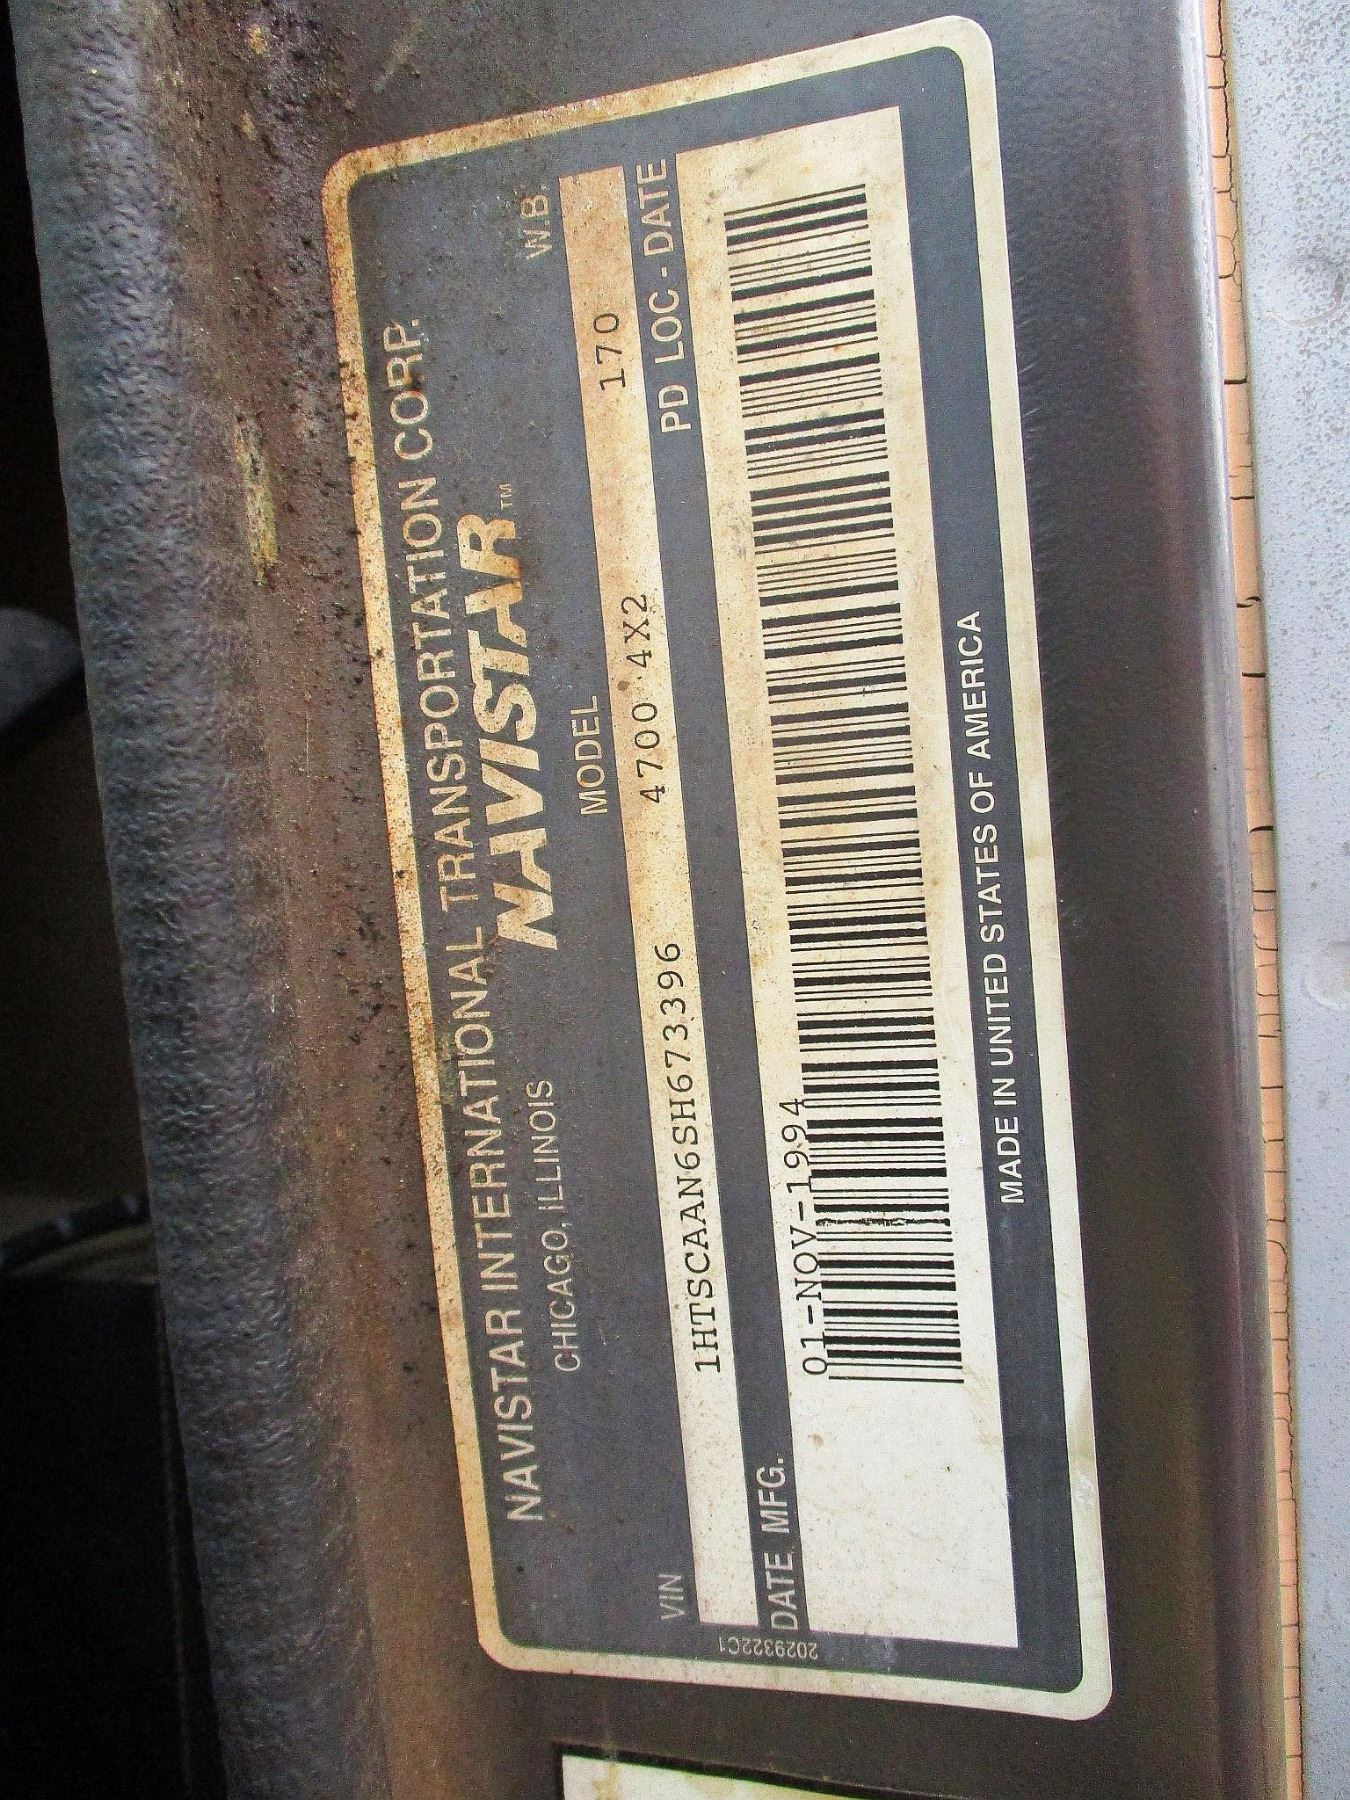 NAVISTAR INTERNATIONAL TRANSPORTATION CORP.
CHICAGO, ILLINOIS
NAVISTAR™
VIN MODEL W.B.
1HTSCAAN6SH673396 4700 4X2 170
DATE MFG. PD LOC - DATE
01-NOV-1994
MADE IN UNITED STATES OF AMERICA
2029322C1